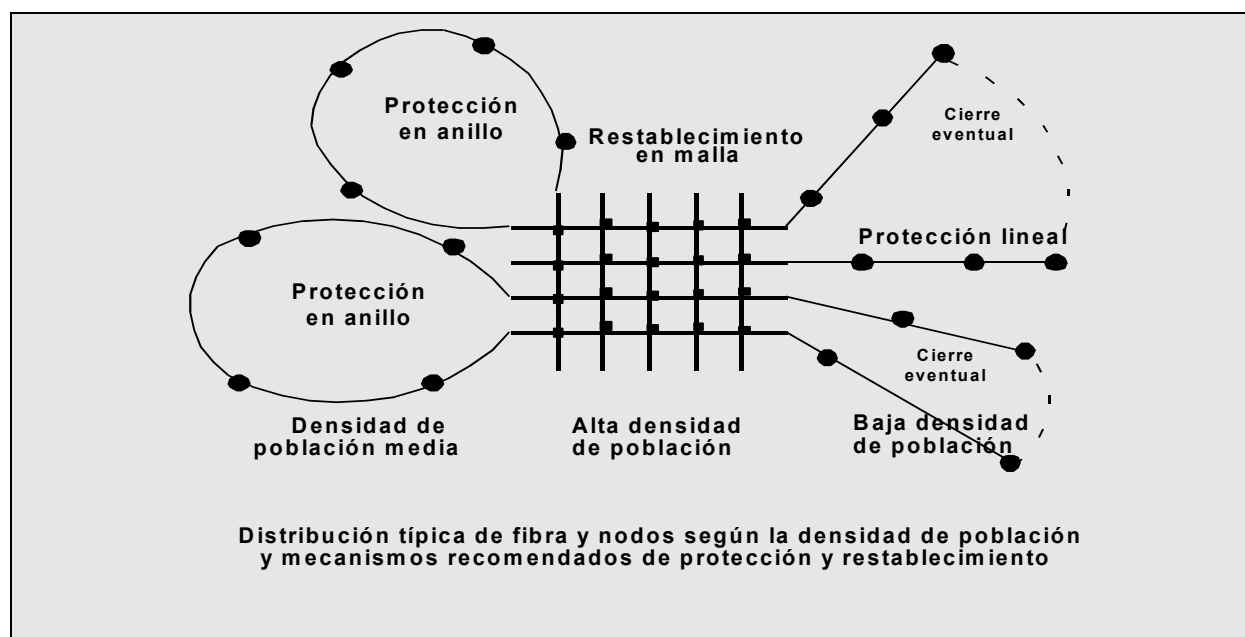 Protección
en anillo
Restablecimiento
en malla
Cierre
eventual
Protección lineal
Protección
en anillo
Cierre
eventual
Densidad de
población media
Alta densidad
de población
Baja densidad
de población
Distribución típica de fibra y nodos según la densidad de población
y mecanismos recomendados de protección y restablecimiento